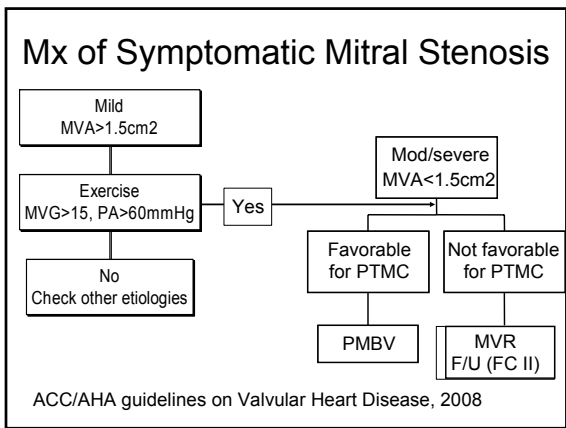 Mx of Symptomatic Mitral Stenosis
Mild
MVA>1.5cm2
Exercise
MVG>15, PA>60mmHg
Yes
No
Check other etiologies
Mod/severe
MVA<1.5cm2
Favorable
for PTMC
Not favorable
for PTMC
PMBV
MVR
F/U (FC II)
ACC/AHA guidelines on Valvular Heart Disease, 2008